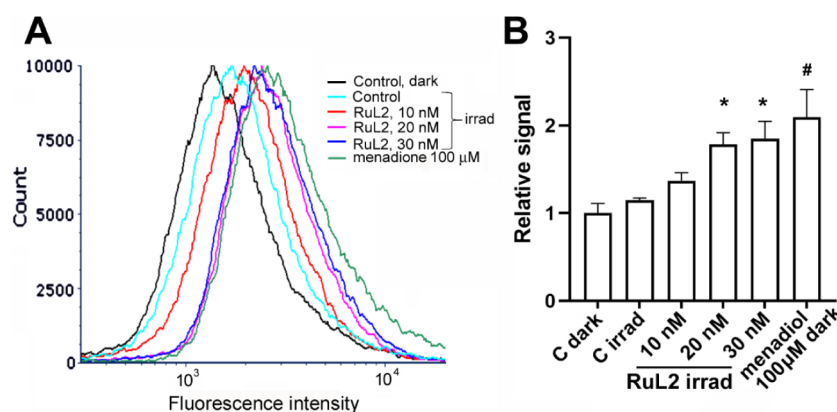 A
Count
10000
7500
5000
2500
0
10³
10⁴
Fluorescence intensity
Control, dark
Control
RuL2, 10 nM
RuL2, 20 nM
RuL2, 30 nM
irrad
menadione 100 µM
B
Relative signal
3
2
1
0
*
*
#
C dark
C irrad
10 nM
20 nM
30 nM
RuL2 irrad
menadiol
100µM dark